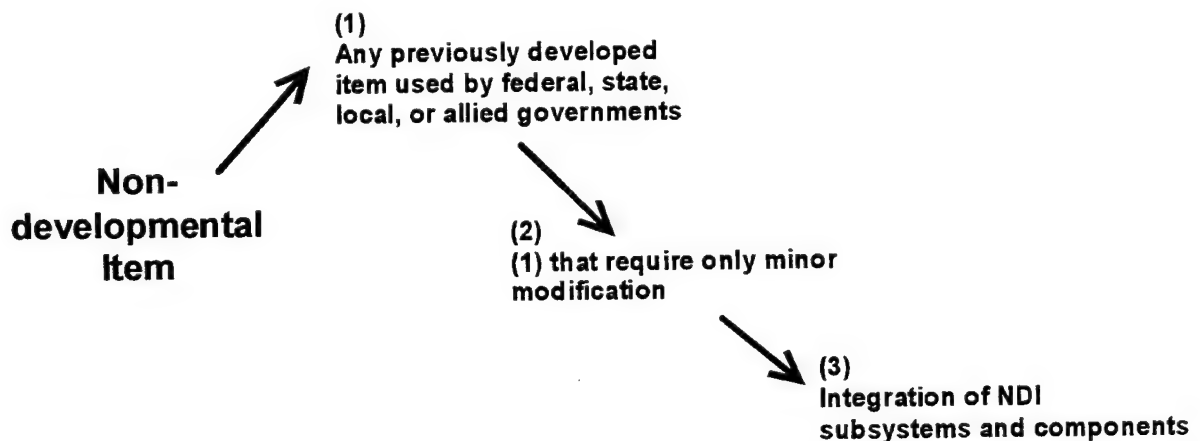 Non-
developmental
Item
(1)
Any previously developed
item used by federal, state,
local, or allied governments
(2)
(1) that require only minor
modification
(3)
Integration of NDI
subsystems and components